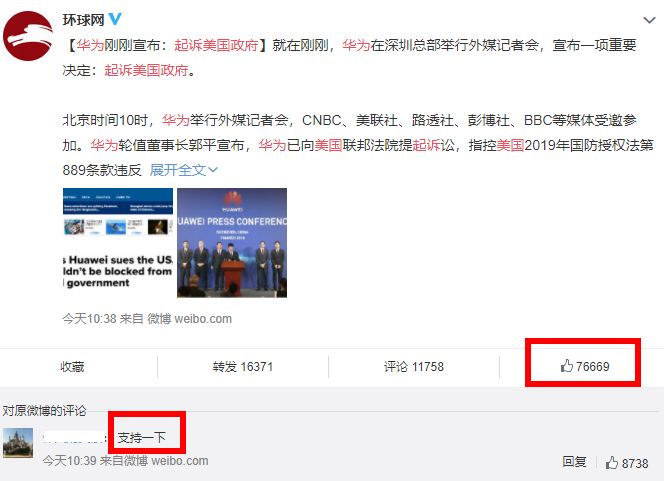 环球网
【华为刚刚宣布：起诉美国政府】就在刚刚，华为在深圳总部举行外媒记者会，宣布一项重要
决定：起诉美国政府。
北京时间10时，华为举行外媒记者会，CNBC、美联社、路透社、彭博社、BBC等媒体受邀参
加。华为轮值董事长郭平宣布，华为已向美国联邦法院提起诉讼，指控美国2019年国防授权法第
889条款违反 展开全文
s Huawei sues the US,
ldn't be blocked from
government
HUAWEI
UAWEI PRESS CONFERENC
今天10:38 来自 微博 weibo.com
收藏
转发 16371
评论 11758
76669
对原微博的评论
: 支持一下
今天10:39 来自微博 weibo.com
回复
8738